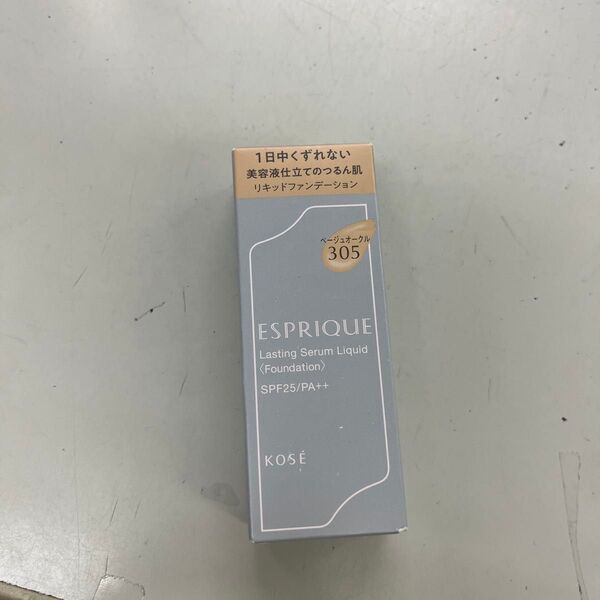 1日中くずれない
美容液仕立てのつるん肌
リキッドファンデーション
ベージュオークル
305
ESPRIQUE
Lasting Serum Liquid
〈Foundation〉
SPF25/PA++
KOSÉ